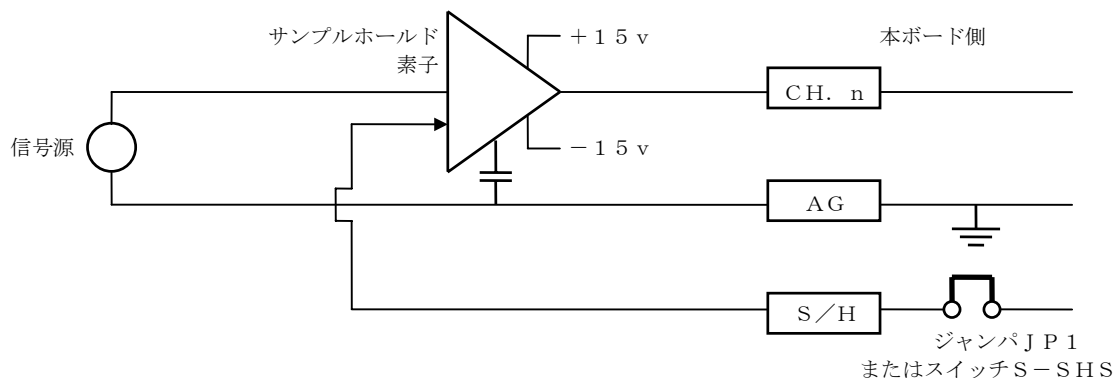 サンプルホールド
素子
+15v
本ボード側
CH. n
信号源
-15v
AG
S/H
ジャンパJP1
またはスイッチS-SHS